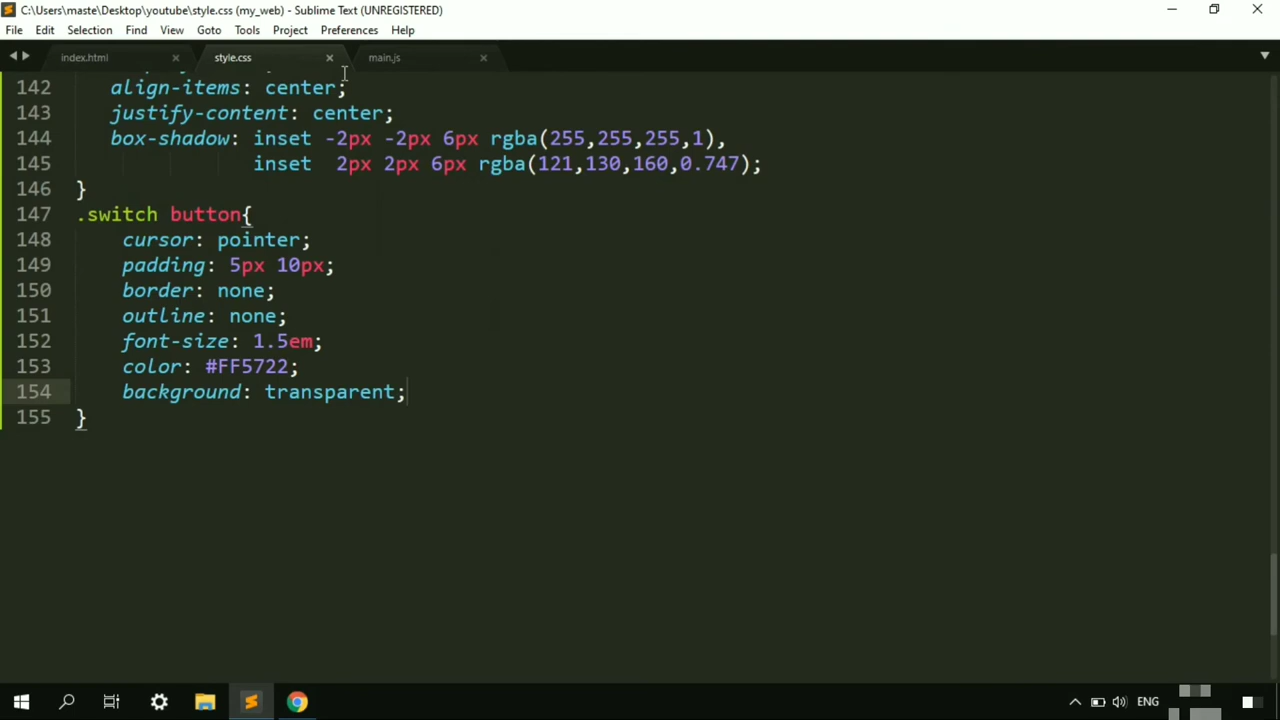 C:\Users\maste\Desktop\youtube\style.css (my_web) - Sublime Text (UNREGISTERED)
File Edit Selection Find View Goto Tools Project Preferences Help
index.html style.css main.js
142 align-items: center;
143 justify-content: center;
144 box-shadow: inset -2px -2px 6px rgba(255,255,255,1),
145 inset 2px 2px 6px rgba(121,130,160,0.747);
146 }
147 .switch button{
148 cursor: pointer;
149 padding: 5px 10px;
150 border: none;
151 outline: none;
152 font-size: 1.5em;
153 color: #FF5722;
154 background: transparent;
155 }
ENG